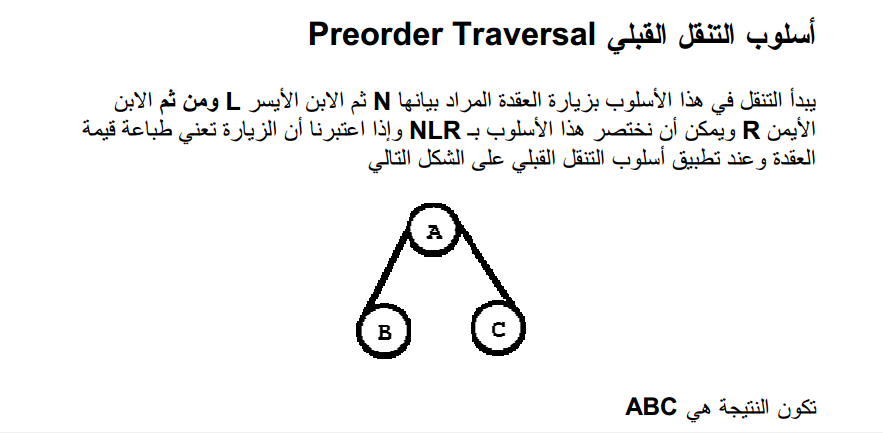 أسلوب التنقل القبلي Preorder Traversal
يبدأ التنقل في هذا الأسلوب بزيارة العقدة المراد بيانها N ثم الابن الأيسر L ومن ثم الابن
الأيمن R ويمكن أن نختصر هذا الأسلوب بـ NLR وإذا اعتبرنا أن الزيارة تعني طباعة قيمة
العقدة وعند تطبيق أسلوب التنقل القبلي على الشكل التالي
A
B
C
تكون النتيجة هي ABC